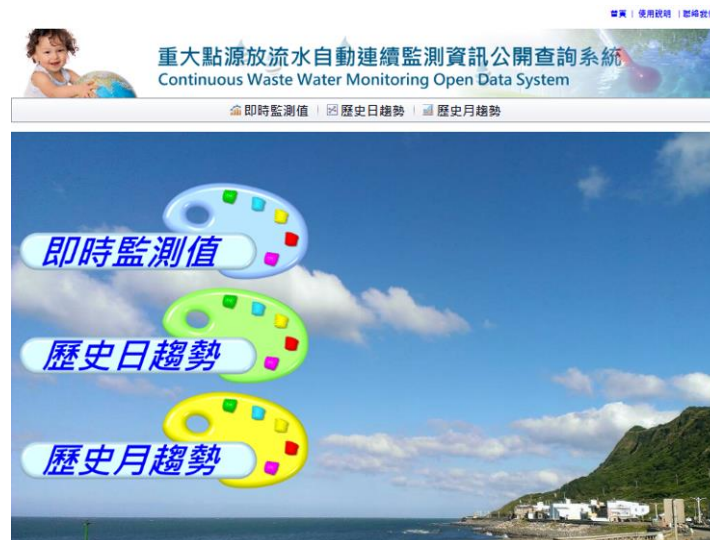 首頁 | 使用說明 | 聯絡我們
重大點源放流水自動連續監測資訊公開查詢系統
Continuous Waste Water Monitoring Open Data System
即時監測值 | 歷史日趨勢 | 歷史月趨勢
即時監測值
歷史日趨勢
歷史月趨勢